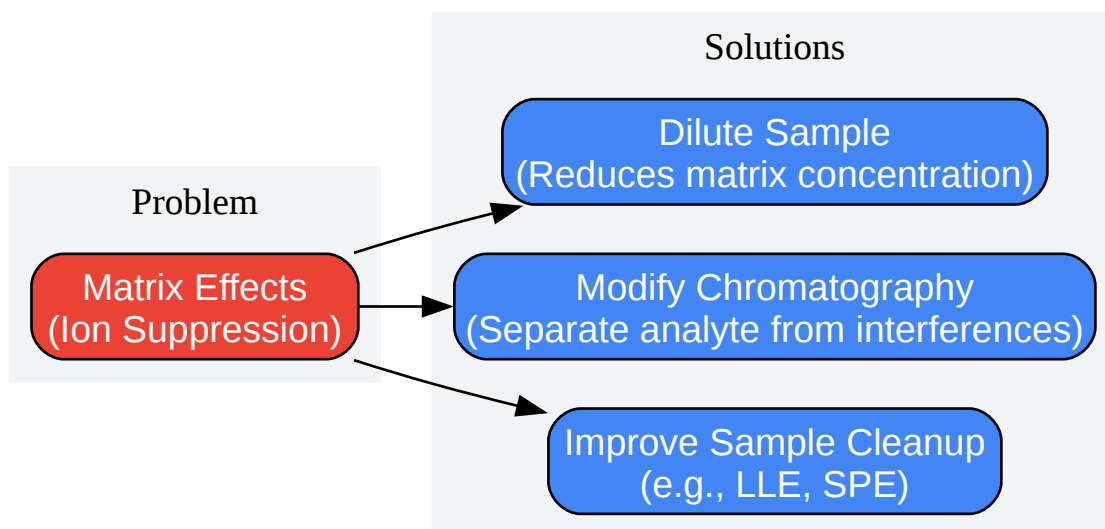 Solutions
Dilute Sample
(Reduces matrix concentration)
Problem
Matrix Effects
(Ion Suppression)
Modify Chromatography
(Separate analyte from interferences)
Improve Sample Cleanup
(e.g., LLE, SPE)